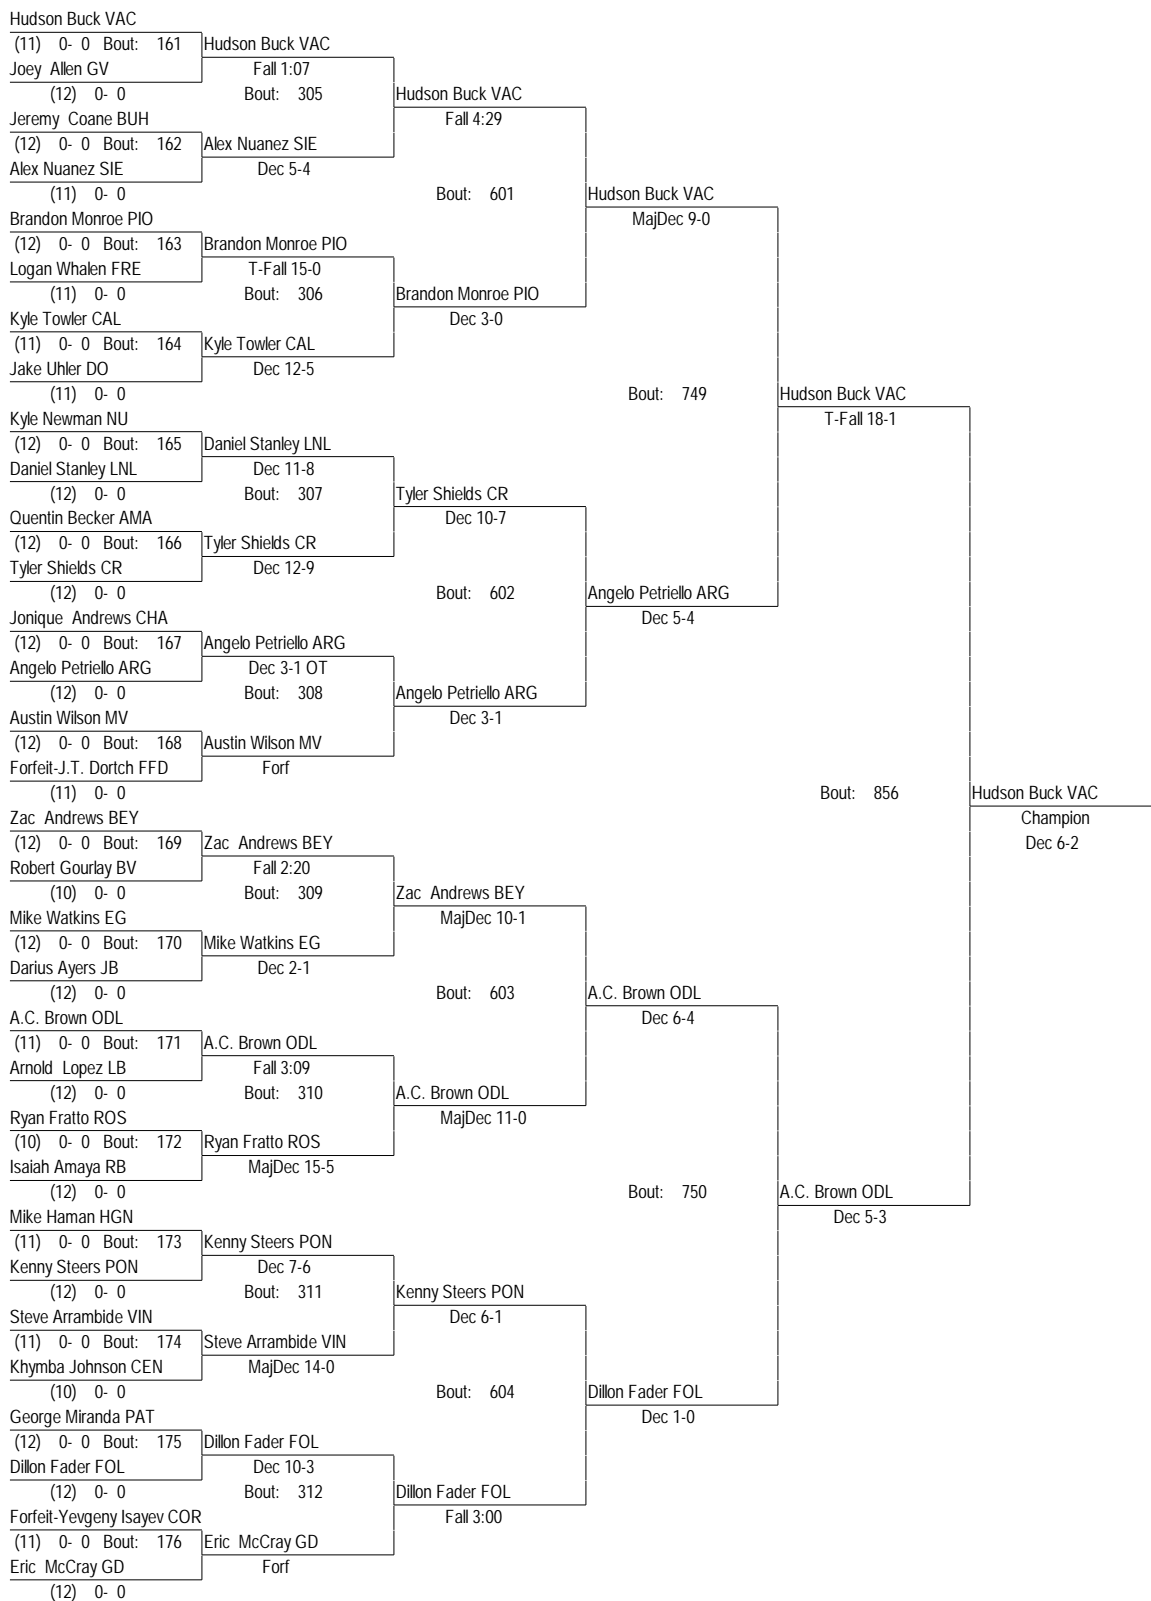 Hudson Buck VAC
(11) 0- 0 Bout: 161 Hudson Buck VAC
Joey Allen GV Fall 1:07
(12) 0- 0 Bout: 305 Hudson Buck VAC
Jeremy Coane BUH Fall 4:29
(12) 0- 0 Bout: 162 Alex Nuanez SIE
Alex Nuanez SIE Dec 5-4
(11) 0- 0 Bout: 601 Hudson Buck VAC
Brandon Monroe PIO MajDec 9-0
(12) 0- 0 Bout: 163 Brandon Monroe PIO
Logan Whalen FRE T-Fall 15-0
(11) 0- 0 Bout: 306 Brandon Monroe PIO
Kyle Towler CAL Dec 3-0
(11) 0- 0 Bout: 164 Kyle Towler CAL
Jake Uhler DO Dec 12-5
(11) 0- 0 Bout: 749 Hudson Buck VAC
Kyle Newman NU T-Fall 18-1
(12) 0- 0 Bout: 165 Daniel Stanley LNL
Daniel Stanley LNL Dec 11-8
(12) 0- 0 Bout: 307 Tyler Shields CR
Quentin Becker AMA Dec 10-7
(12) 0- 0 Bout: 166 Tyler Shields CR
Tyler Shields CR Dec 12-9
(12) 0- 0 Bout: 602 Angelo Petriello ARG
Jonique Andrews CHA Dec 5-4
(12) 0- 0 Bout: 167 Angelo Petriello ARG
Angelo Petriello ARG Dec 3-1 OT
(12) 0- 0 Bout: 308 Angelo Petriello ARG
Austin Wilson MV Dec 3-1
(12) 0- 0 Bout: 168 Austin Wilson MV
Forfeit-J.T. Dortch FFD Forf
(11) 0- 0 Bout: 856 Hudson Buck VAC
Zac Andrews BEY Champion
(12) 0- 0 Bout: 169 Zac Andrews BEY Dec 6-2
Robert Gourlay BV Fall 2:20
(10) 0- 0 Bout: 309 Zac Andrews BEY
Mike Watkins EG MajDec 10-1
(12) 0- 0 Bout: 170 Mike Watkins EG
Darius Ayers JB Dec 2-1
(12) 0- 0 Bout: 603 A.C. Brown ODL
A.C. Brown ODL Dec 6-4
(11) 0- 0 Bout: 171 A.C. Brown ODL
Arnold Lopez LB Fall 3:09
(12) 0- 0 Bout: 310 A.C. Brown ODL
Ryan Fratto ROS MajDec 11-0
(10) 0- 0 Bout: 172 Ryan Fratto ROS
Isaiah Amaya RB MajDec 15-5
(12) 0- 0 Bout: 750 A.C. Brown ODL
Mike Haman HGN Dec 5-3
(11) 0- 0 Bout: 173 Kenny Steers PON
Kenny Steers PON Dec 7-6
(12) 0- 0 Bout: 311 Kenny Steers PON
Steve Arrambide VIN Dec 6-1
(11) 0- 0 Bout: 174 Steve Arrambide VIN
Khymba Johnson CEN MajDec 14-0
(10) 0- 0 Bout: 604 Dillon Fader FOL
George Miranda PAT Dec 1-0
(12) 0- 0 Bout: 175 Dillon Fader FOL
Dillon Fader FOL Dec 10-3
(12) 0- 0 Bout: 312 Dillon Fader FOL
Forfeit-Yevgeny Isayev COR Fall 3:00
(11) 0- 0 Bout: 176 Eric McCray GD
Eric McCray GD Forf
(12) 0- 0